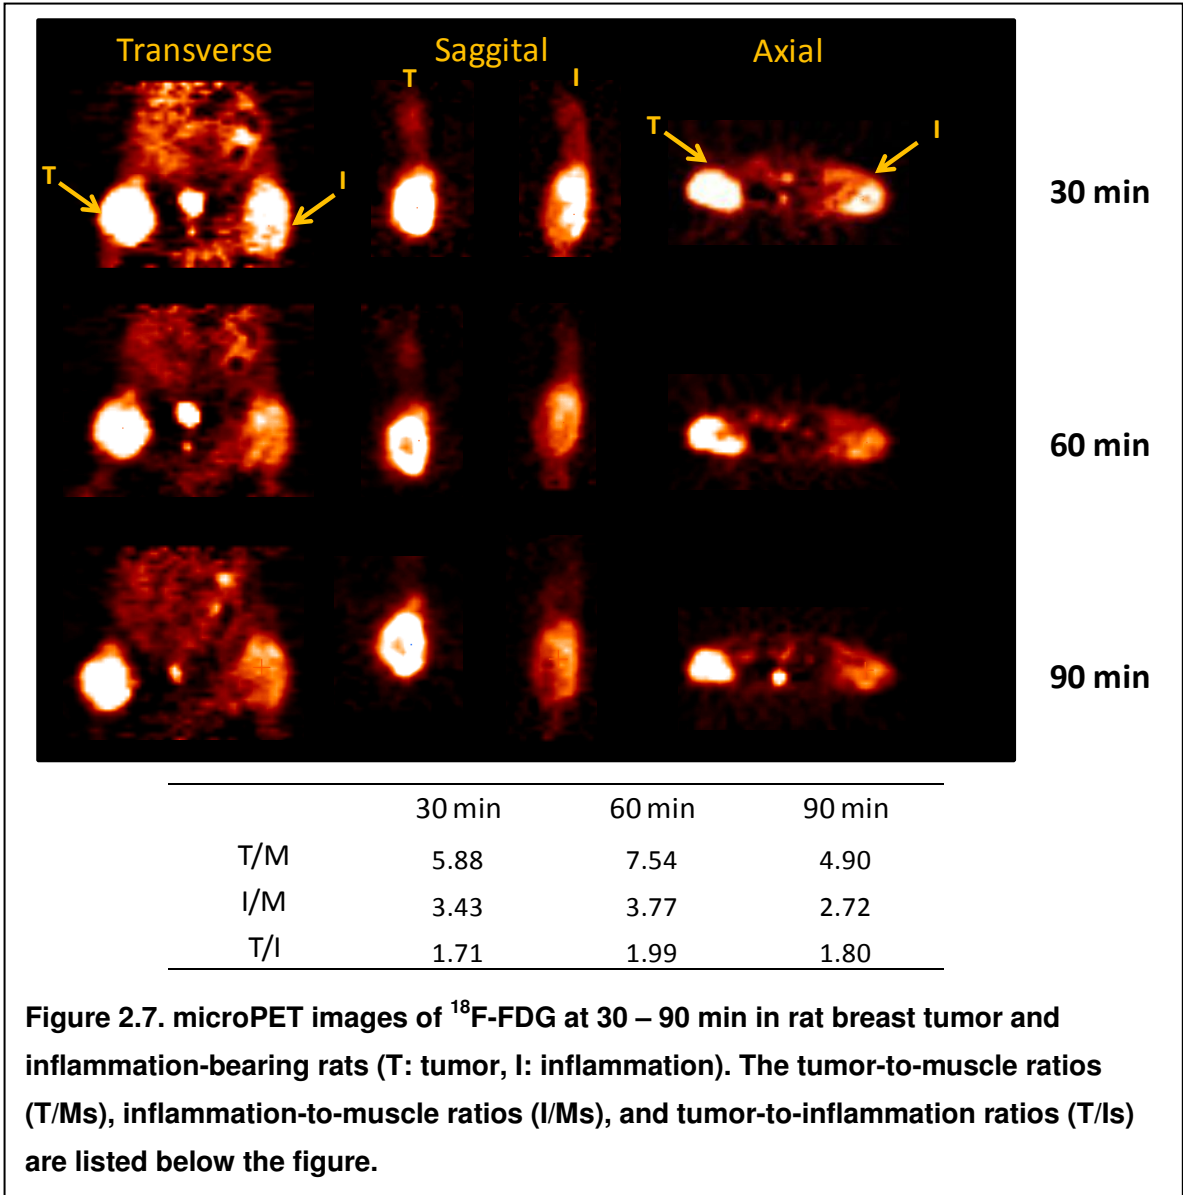 Transverse Saggital Axial
T I
T I
T I
30 min
60 min
90 min
30 min 60 min 90 min
T/M 5.88 7.54 4.90
I/M 3.43 3.77 2.72
T/I 1.71 1.99 1.80
Figure 2.7. microPET images of 18F-FDG at 30 – 90 min in rat breast tumor and
inflammation-bearing rats (T: tumor, I: inflammation). The tumor-to-muscle ratios
(T/Ms), inflammation-to-muscle ratios (I/Ms), and tumor-to-inflammation ratios (T/Is)
are listed below the figure.